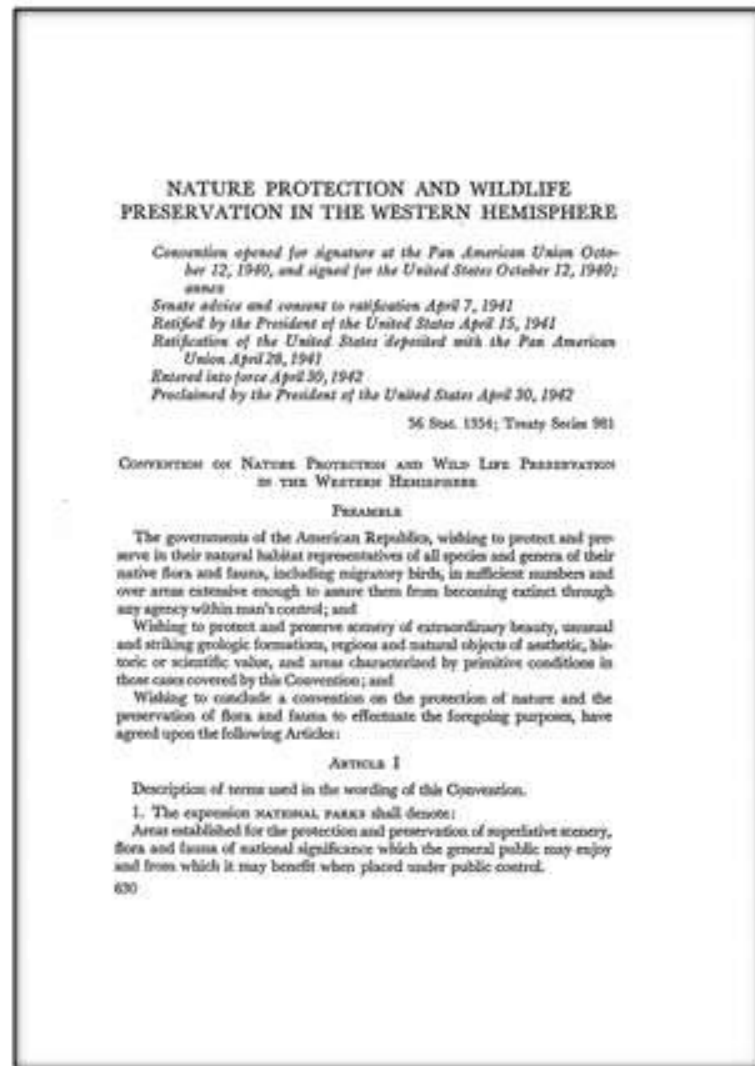 NATURE PROTECTION AND WILDLIFE
PRESERVATION IN THE WESTERN HEMISPHERE
Convention opened for signature at the Pan American Union Octo-
ber 12, 1940, and signed for the United States October 12, 1940;
annex
Senate advice and consent to ratification April 7, 1941
Ratified by the President of the United States April 15, 1941
Ratification of the United States deposited with the Pan American
Union April 28, 1941
Entered into force April 30, 1942
Proclaimed by the President of the United States April 30, 1942
56 Stat. 1354; Treaty Series 981
CONVENTION ON NATURE PROTECTION AND WILD LIFE PRESERVATION
IN THE WESTERN HEMISPHERE
PREAMBLE
The governments of the American Republics, wishing to protect and pre-
serve in their natural habitat representatives of all species and genera of their
native flora and fauna, including migratory birds, in sufficient numbers and
over areas extensive enough to assure them from becoming extinct through
any agency within man's control; and
Wishing to protect and preserve scenery of extraordinary beauty, unusual
and striking geologic formations, regions and natural objects of aesthetic, his-
toric or scientific value, and areas characterized by primitive conditions in
those cases covered by this Convention; and
Wishing to conclude a convention on the protection of nature and the
preservation of flora and fauna to effectuate the foregoing purposes, have
agreed upon the following Articles:
ARTICLE I
Description of terms used in the wording of this Convention.
1. The expression NATIONAL PARKS shall denote:
Areas established for the protection and preservation of superlative scenery,
flora and fauna of national significance which the general public may enjoy
and from which it may benefit when placed under public control.
630